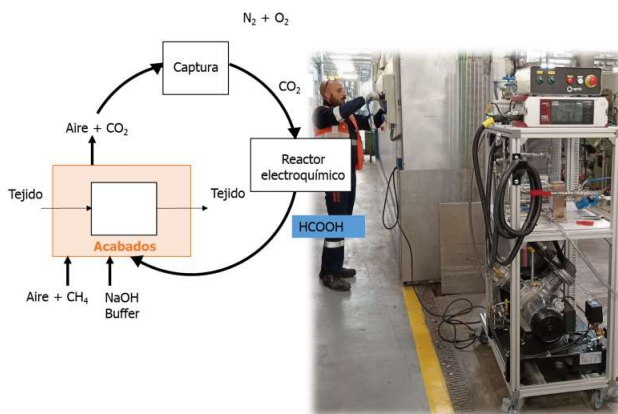 N₂ + O₂
Captura
CO₂
Aire + CO₂
Reactor
electroquímico
Tejido
Tejido
HCOOH
Acabados
Aire + CH₄
NaOH
Buffer